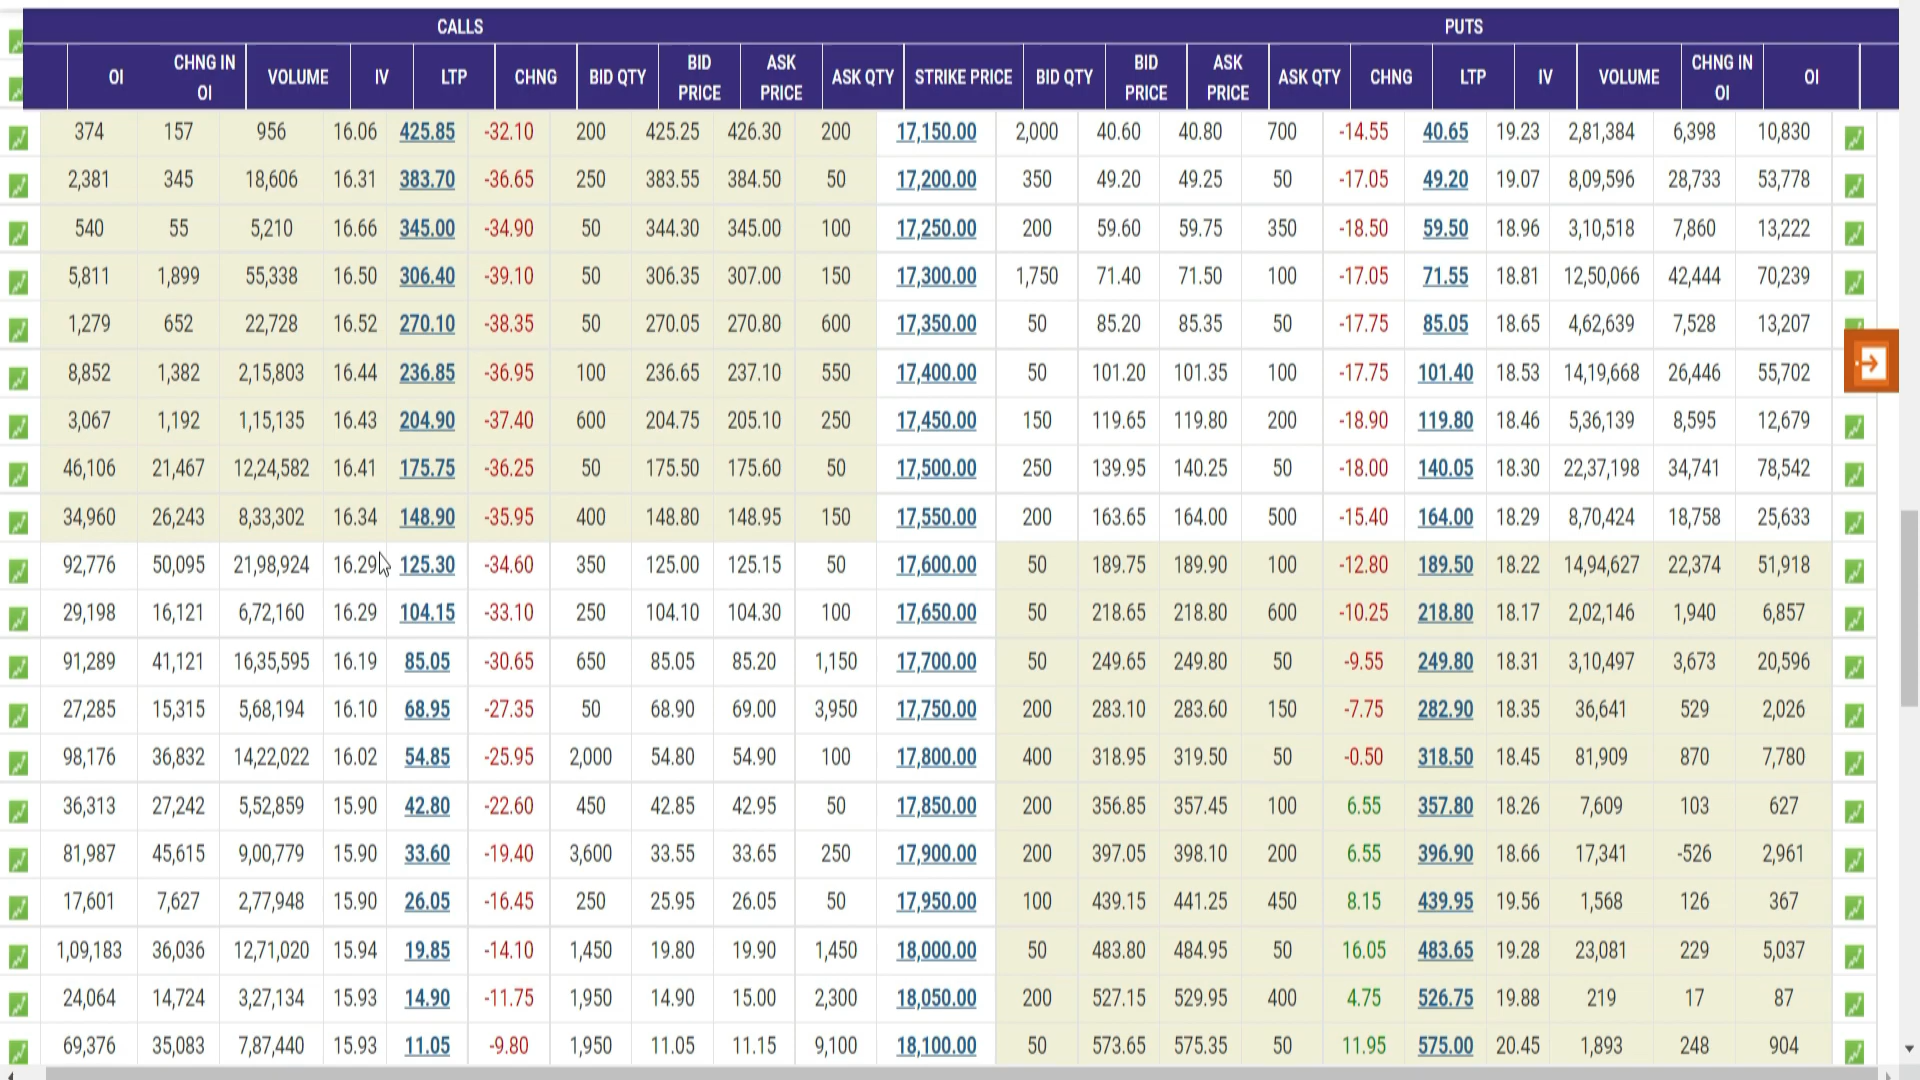 CALLS PUTS
OI CHNG IN OI VOLUME IV LTP CHNG BID QTY BID PRICE ASK PRICE ASK QTY STRIKE PRICE BID QTY BID PRICE ASK PRICE ASK QTY CHNG LTP IV VOLUME CHNG IN OI OI
374 157 956 16.06 425.85 -32.10 200 425.25 426.30 200 17,150.00 2,000 40.60 40.80 700 -14.55 40.65 19.23 2,81,384 6,398 10,830
2,381 345 18,606 16.31 383.70 -36.65 250 383.55 384.50 50 17,200.00 350 49.20 49.25 50 -17.05 49.20 19.07 8,09,596 28,733 53,778
540 55 5,210 16.66 345.00 -34.90 50 344.30 345.00 100 17,250.00 200 59.60 59.75 350 -18.50 59.50 18.96 3,10,518 7,860 13,222
5,811 1,899 55,338 16.50 306.40 -39.10 50 306.35 307.00 150 17,300.00 1,750 71.40 71.50 100 -17.05 71.55 18.81 12,50,066 42,444 70,239
1,279 652 22,728 16.52 270.10 -38.35 50 270.05 270.80 600 17,350.00 50 85.20 85.35 50 -17.75 85.05 18.65 4,62,639 7,528 13,207
8,852 1,382 2,15,803 16.44 236.85 -36.95 100 236.65 237.10 550 17,400.00 50 101.20 101.35 100 -17.75 101.40 18.53 14,19,668 26,446 55,702
3,067 1,192 1,15,135 16.43 204.90 -37.40 600 204.75 205.10 250 17,450.00 150 119.65 119.80 200 -18.90 119.80 18.46 5,36,139 8,595 12,679
46,106 21,467 12,24,582 16.41 175.75 -36.25 50 175.50 175.60 50 17,500.00 250 139.95 140.25 50 -18.00 140.05 18.30 22,37,198 34,741 78,542
34,960 26,243 8,33,302 16.34 148.90 -35.95 400 148.80 148.95 150 17,550.00 200 163.65 164.00 500 -15.40 164.00 18.29 8,70,424 18,758 25,633
92,776 50,095 21,98,924 16.29 125.30 -34.60 350 125.00 125.15 50 17,600.00 50 189.75 189.90 100 -12.80 189.50 18.22 14,94,627 22,374 51,918
29,198 16,121 6,72,160 16.29 104.15 -33.10 250 104.10 104.30 100 17,650.00 50 218.65 218.80 600 -10.25 218.80 18.17 2,02,146 1,940 6,857
91,289 41,121 16,35,595 16.19 85.05 -30.65 650 85.05 85.20 1,150 17,700.00 50 249.65 249.80 50 -9.55 249.80 18.31 3,10,497 3,673 20,596
27,285 15,315 5,68,194 16.10 68.95 -27.35 50 68.90 69.00 3,950 17,750.00 200 283.10 283.60 150 -7.75 282.90 18.35 36,641 529 2,026
98,176 36,832 14,22,022 16.02 54.85 -25.95 2,000 54.80 54.90 100 17,800.00 400 318.95 319.50 50 -0.50 318.50 18.45 81,909 870 7,780
36,313 27,242 5,52,859 15.90 42.80 -22.60 450 42.85 42.95 50 17,850.00 200 356.85 357.45 100 6.55 357.80 18.26 7,609 103 627
81,987 45,615 9,00,779 15.90 33.60 -19.40 3,600 33.55 33.65 250 17,900.00 200 397.05 398.10 200 6.55 396.90 18.66 17,341 -526 2,961
17,601 7,627 2,77,948 15.90 26.05 -16.45 250 25.95 26.05 50 17,950.00 100 439.15 441.25 450 8.15 439.95 19.56 1,568 126 367
1,09,183 36,036 12,71,020 15.94 19.85 -14.10 1,450 19.80 19.90 1,450 18,000.00 50 483.80 484.95 50 16.05 483.65 19.28 23,081 229 5,037
24,064 14,724 3,27,134 15.93 14.90 -11.75 1,950 14.90 15.00 2,300 18,050.00 200 527.15 529.95 400 4.75 526.75 19.88 219 17 87
69,376 35,083 7,87,440 15.93 11.05 -9.80 1,950 11.05 11.15 9,100 18,100.00 50 573.65 575.35 50 11.95 575.00 20.45 1,893 248 904